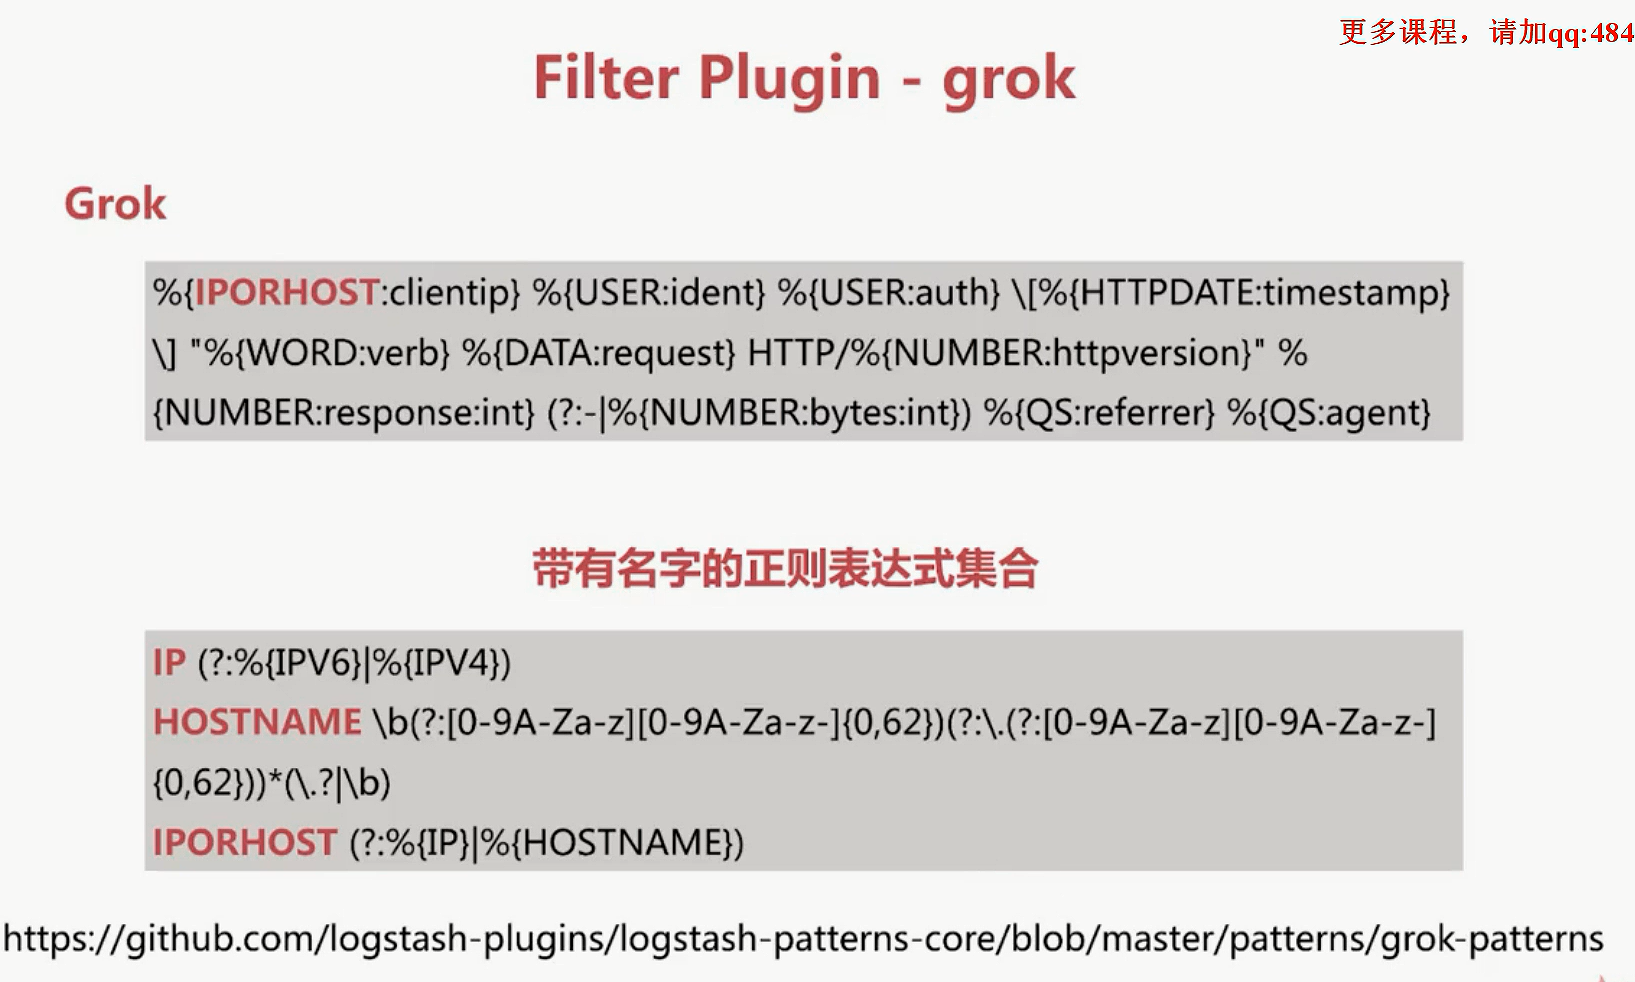 更多课程，请加qq:484
Filter Plugin - grok
Grok
%{IPORHOST:clientip} %{USER:ident} %{USER:auth} \[%{HTTPDATE:timestamp}
\] "%{WORD:verb} %{DATA:request} HTTP/%{NUMBER:httpversion}" %
{NUMBER:response:int} (?:-|%{NUMBER:bytes:int}) %{QS:referrer} %{QS:agent}
带有名字的正则表达式集合
IP (?:%{IPV6}|%{IPV4})
HOSTNAME \b(?:[0-9A-Za-z][0-9A-Za-z-]{0,62})(?:\.(?:[0-9A-Za-z][0-9A-Za-z-]
{0,62}))*(\.?|\b)
IPORHOST (?:%{IP}|%{HOSTNAME})
https://github.com/logstash-plugins/logstash-patterns-core/blob/master/patterns/grok-patterns